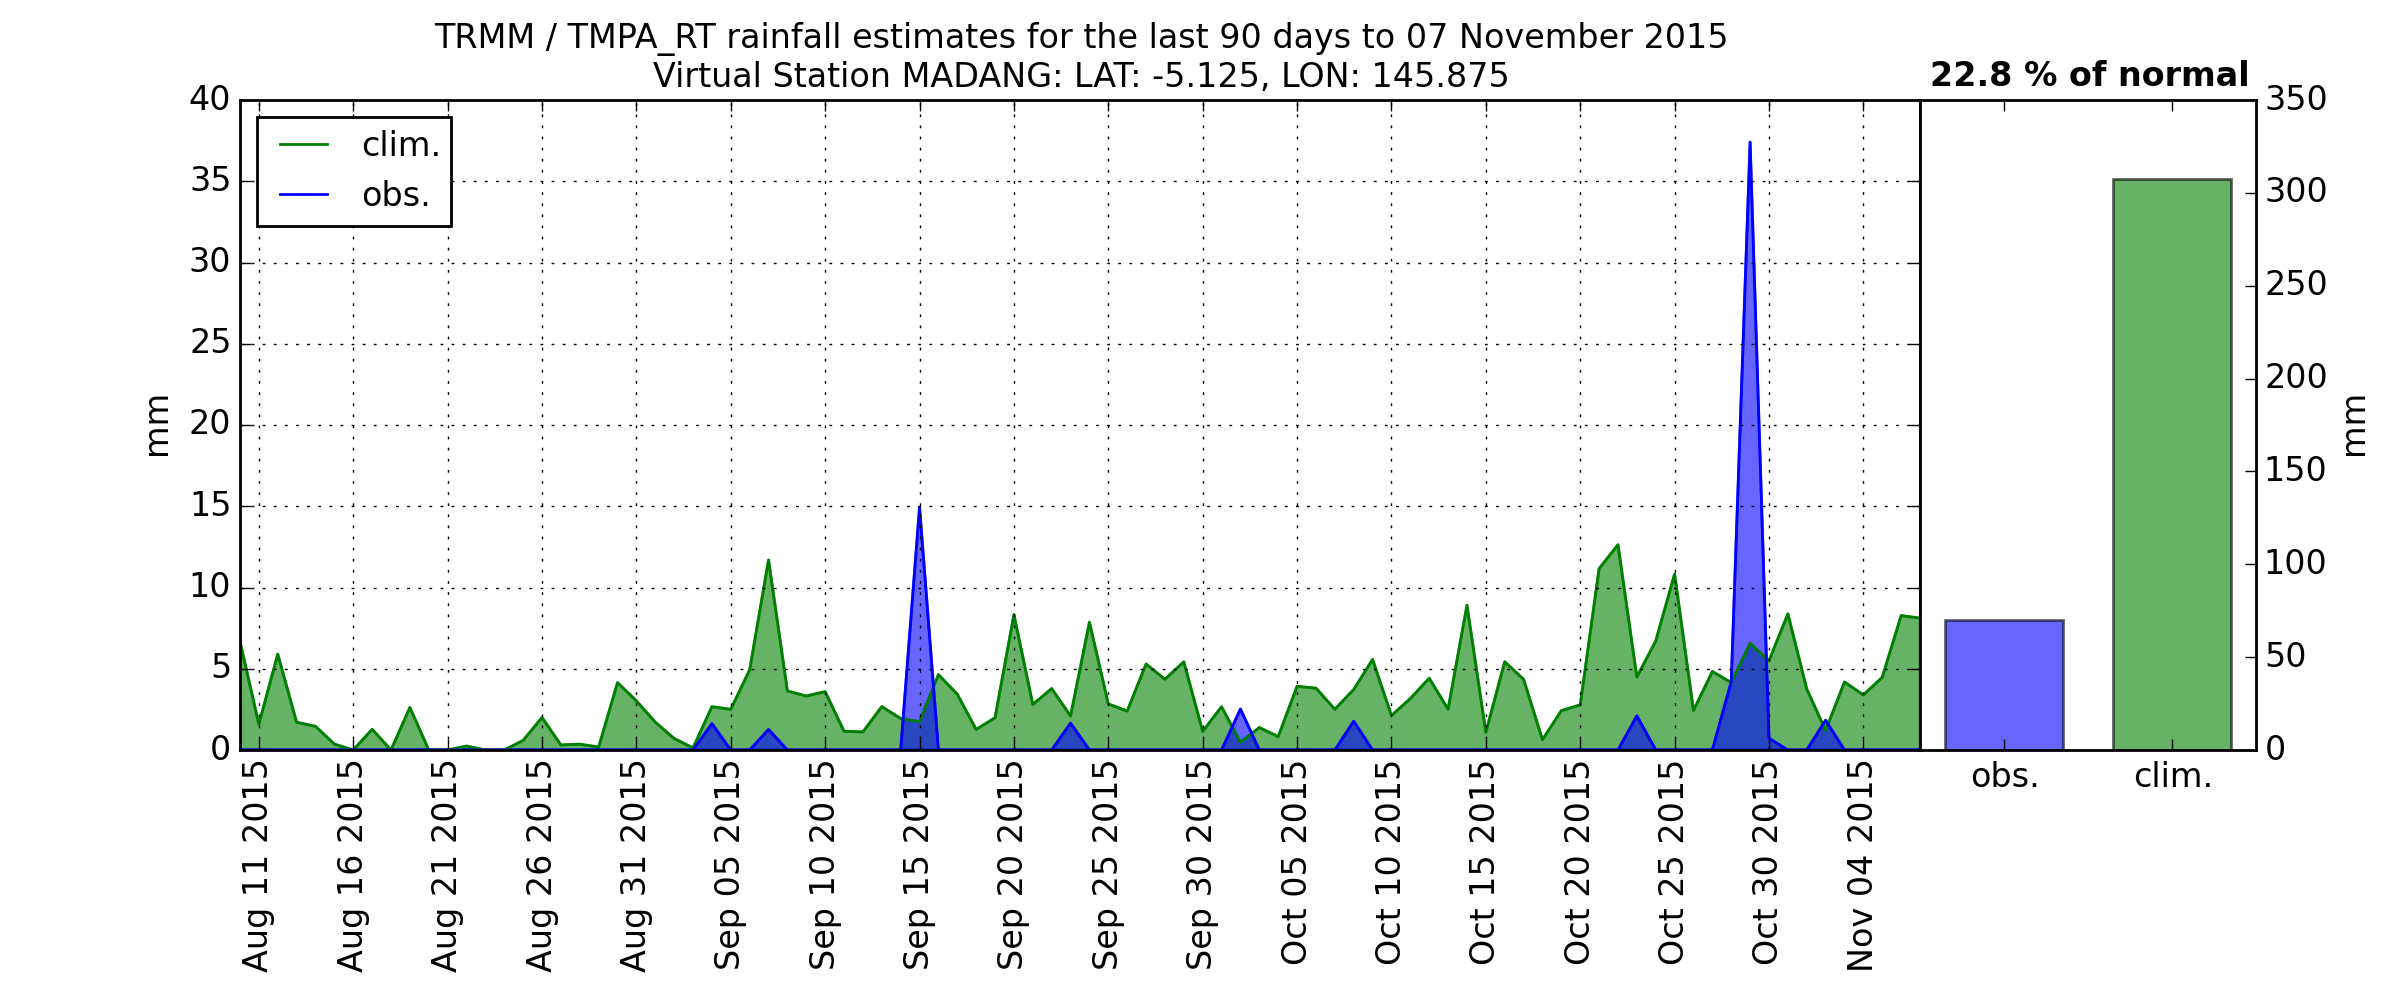 TRMM / TMPA_RT rainfall estimates for the last 90 days to 07 November 2015
Virtual Station MADANG: LAT: -5.125, LON: 145.875
22.8 % of normal
clim.
obs.
40
35
30
25
20
15
10
5
0
mm
Aug 11 2015
Aug 16 2015
Aug 21 2015
Aug 26 2015
Aug 31 2015
Sep 05 2015
Sep 10 2015
Sep 15 2015
Sep 20 2015
Sep 25 2015
Sep 30 2015
Oct 05 2015
Oct 10 2015
Oct 15 2015
Oct 20 2015
Oct 25 2015
Oct 30 2015
Nov 04 2015
obs.
clim.
350
300
250
200
150
100
50
0
mm